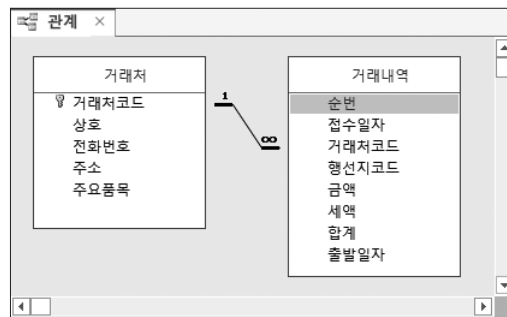 관계 ×
거래처
거래처코드
상호
전화번호
주소
주요품목
1
∞
거래내역
순번
접수일자
거래처코드
행선지코드
금액
세액
합계
출발일자